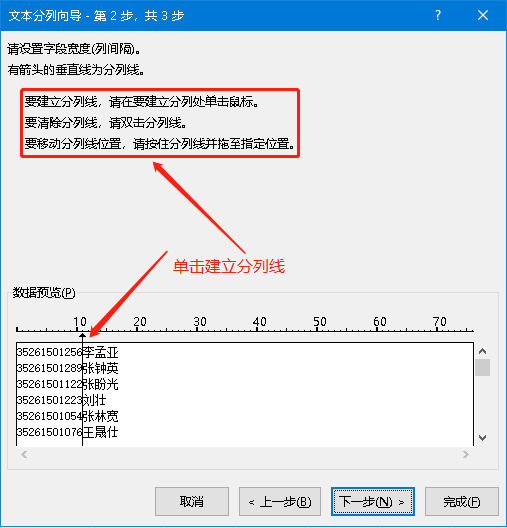 文本分列向导 - 第 2 步，共 3 步
?
请设置字段宽度(列间隔)。
有箭头的垂直线为分列线。
要建立分列线，请在要建立分列处单击鼠标。
要清除分列线，请双击分列线。
要移动分列线位置，请按住分列线并拖至指定位置。
单击建立分列线
数据预览(P)
10 20 30 40 50 60 70
35261501256李孟亚
35261501289张钟英
35261501122张盼光
35261501223刘壮
35261501054张林宽
35261501076王晟仕
取消
< 上一步(B)
下一步(N) >
完成(F)